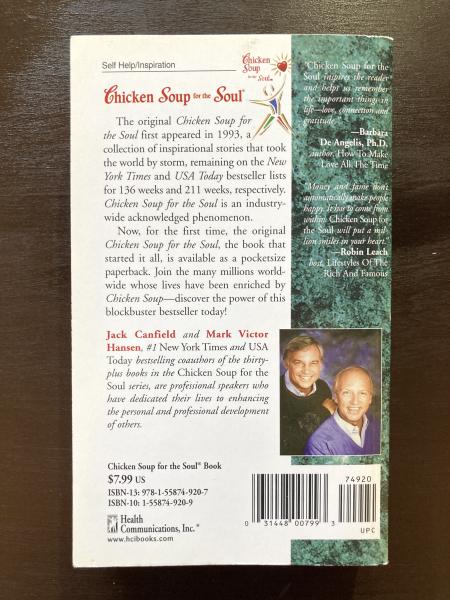 Self Help/Inspiration
Chicken
Soup
for the
Soul
Chicken Soup for the Soul®
The original Chicken Soup for
the Soul first appeared in 1993, a
collection of inspirational stories that took
the world by storm, remaining on the New
York Times and USA Today bestseller lists
for 136 weeks and 211 weeks, respectively.
Chicken Soup for the Soul is an industry-
wide acknowledged phenomenon.
Now, for the first time, the original
Chicken Soup for the Soul, the book that
started it all, is available as a pocketsize
paperback. Join the many millions world-
wide whose lives have been enriched by
Chicken Soup—discover the power of this
blockbuster bestseller today!
Jack Canfield and Mark Victor
Hansen, #1 New York Times and USA
Today bestselling coauthors of the thirty-
plus books in the Chicken Soup for the
Soul series, are professional speakers who
have dedicated their lives to enhancing
the personal and professional development
of others.
Chicken Soup for the Soul® Book
$7.99 US
ISBN-13: 978-1-55874-920-7
ISBN-10: 1-55874-920-9
Health
Communications, Inc.®
www.hcibooks.com
"Chicken Soup for the
Soul inspires the reader
and helps us remember
the important things in
life—love, connection and
gratitude."
—Barbara
De Angelis, Ph.D.
author, How To Make
Love All The Time
"Money and fame don't
automatically make people
happy. It has to come from
within. Chicken Soup for
the Soul will put a mil-
lion smiles in your heart."
—Robin Leach
host, Lifestyles Of The
Rich And Famous
74920
0 31448 00799 3
UPC